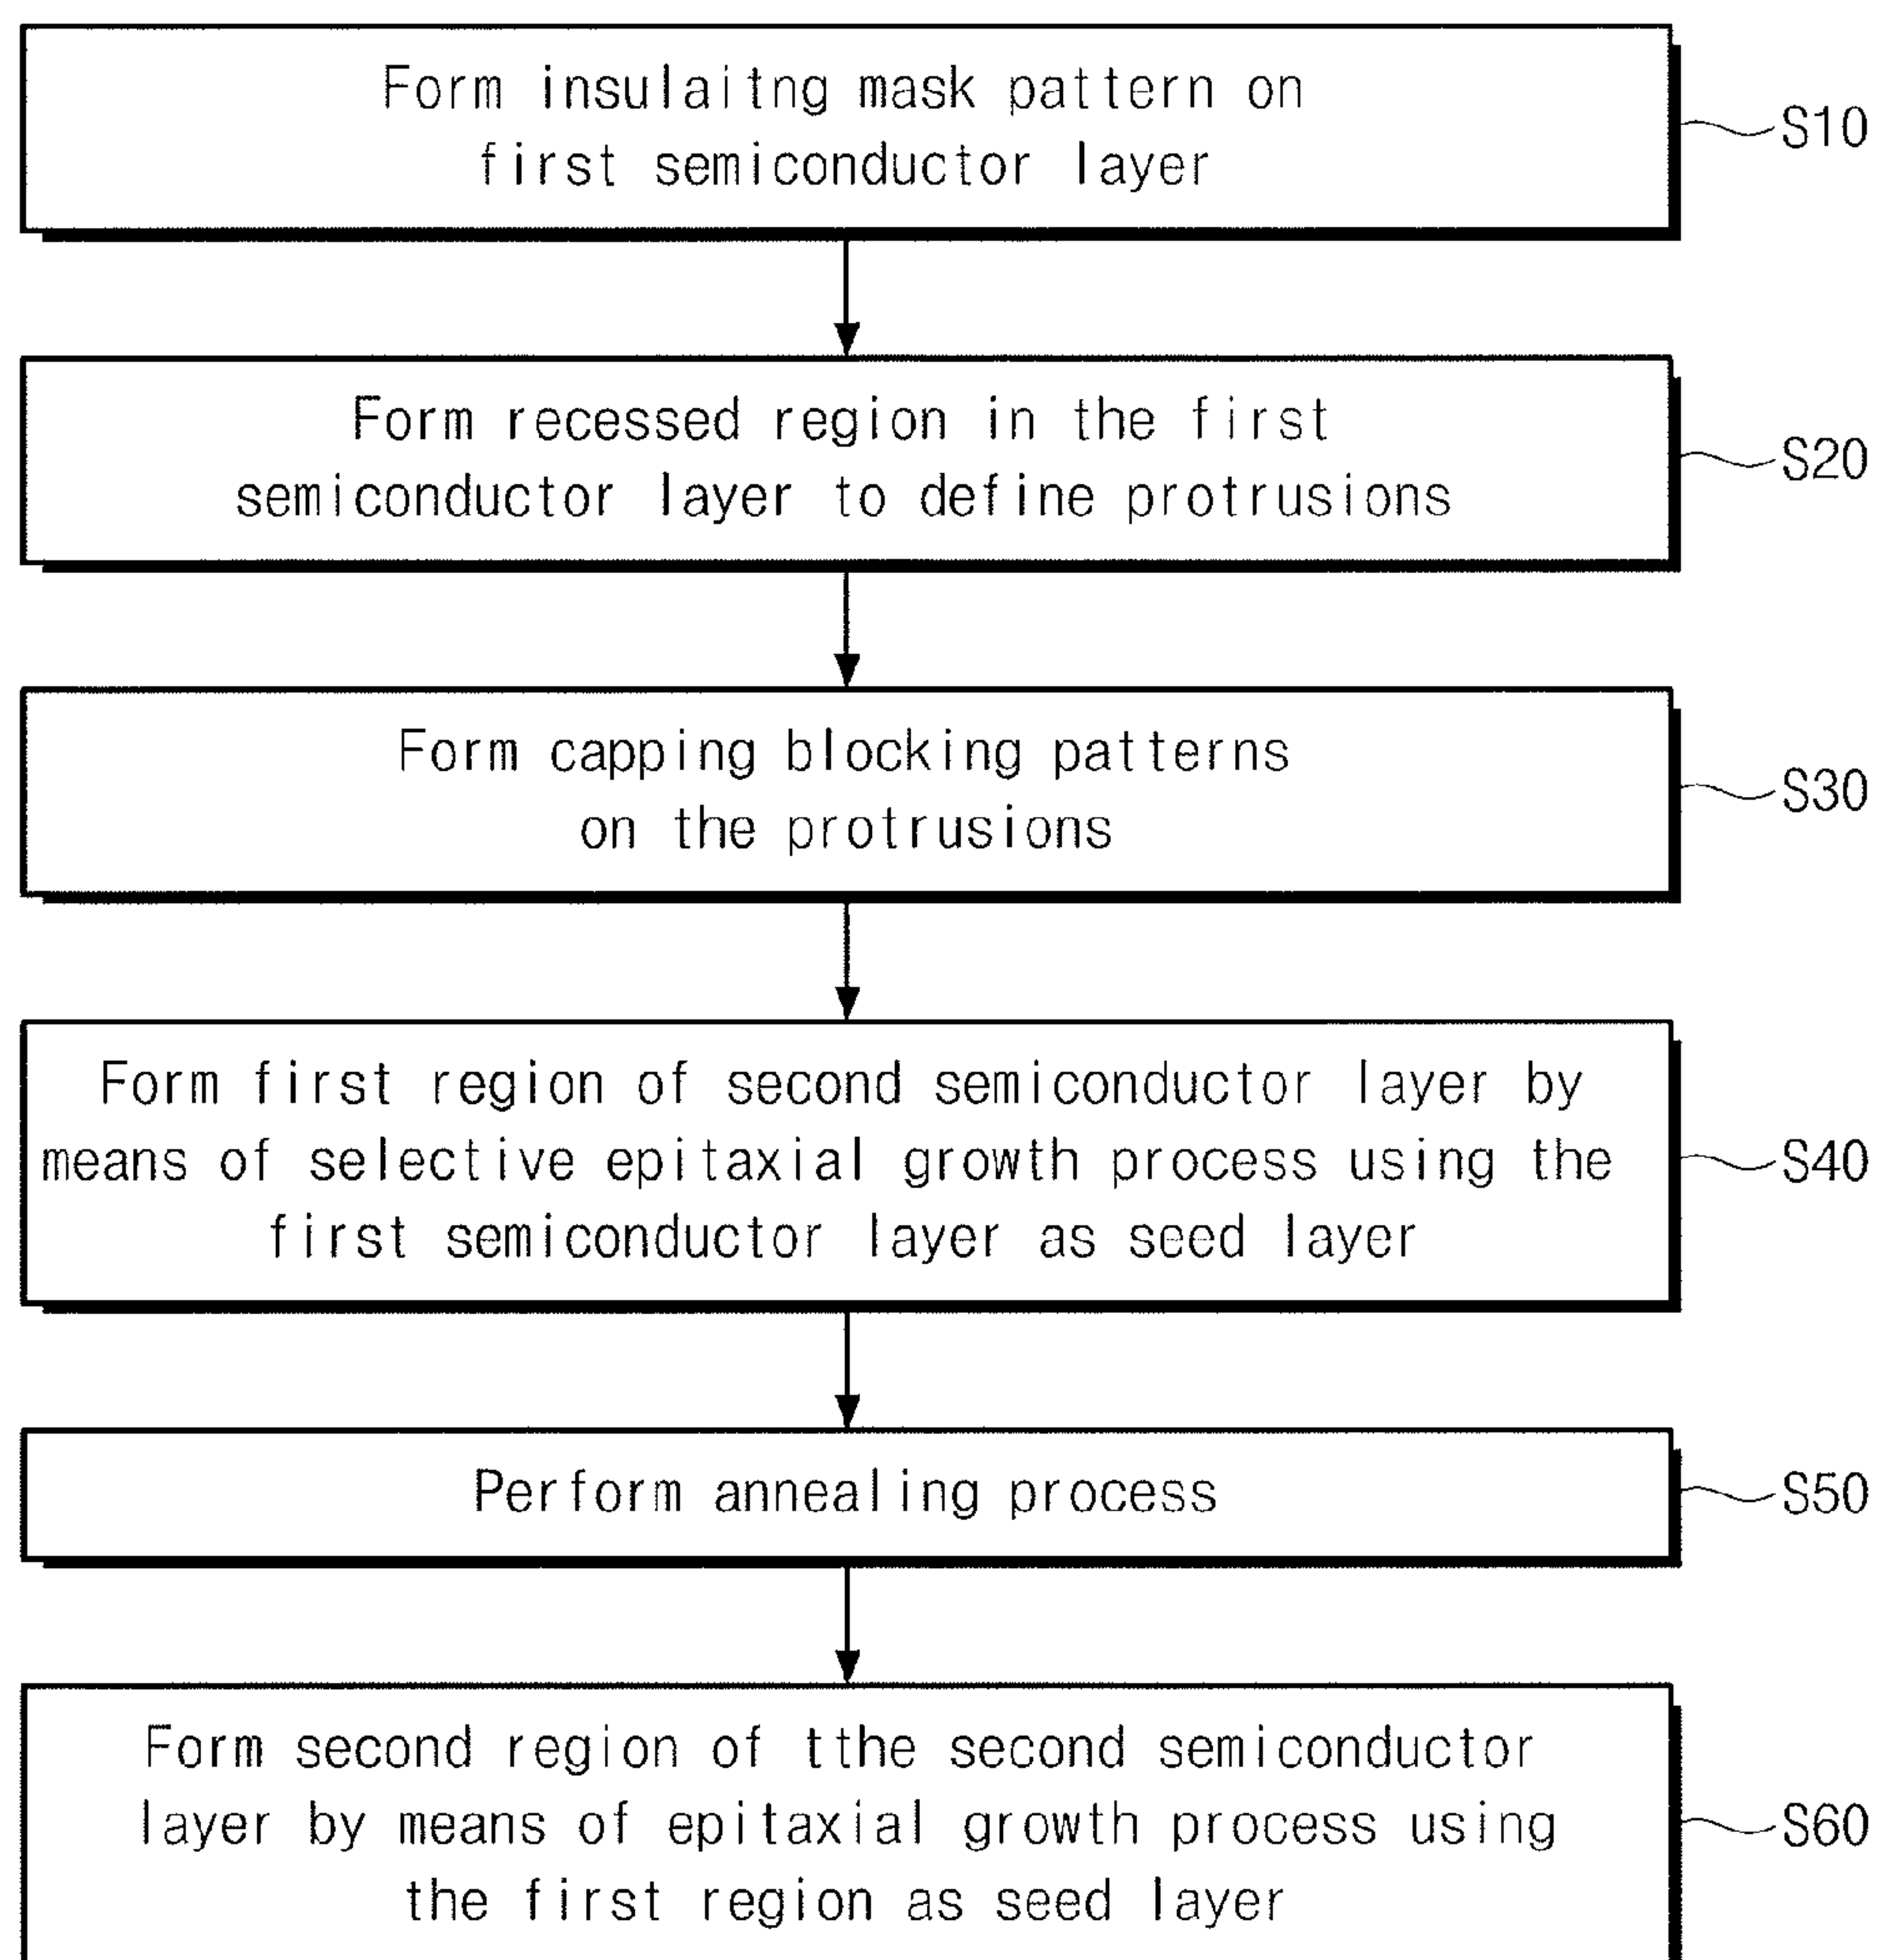 Form insulaitng mask pattern on
first semiconductor layer
S10
Form recessed region in the first
semiconductor layer to define protrusions
S20
Form capping blocking patterns
on the protrusions
S30
Form first region of second semiconductor layer by
means of selective epitaxial growth process using the
first semiconductor layer as seed layer
S40
Perform annealing process
S50
Form second region of tthe second semiconductor
layer by means of epitaxial growth process using
the first region as seed layer
S60